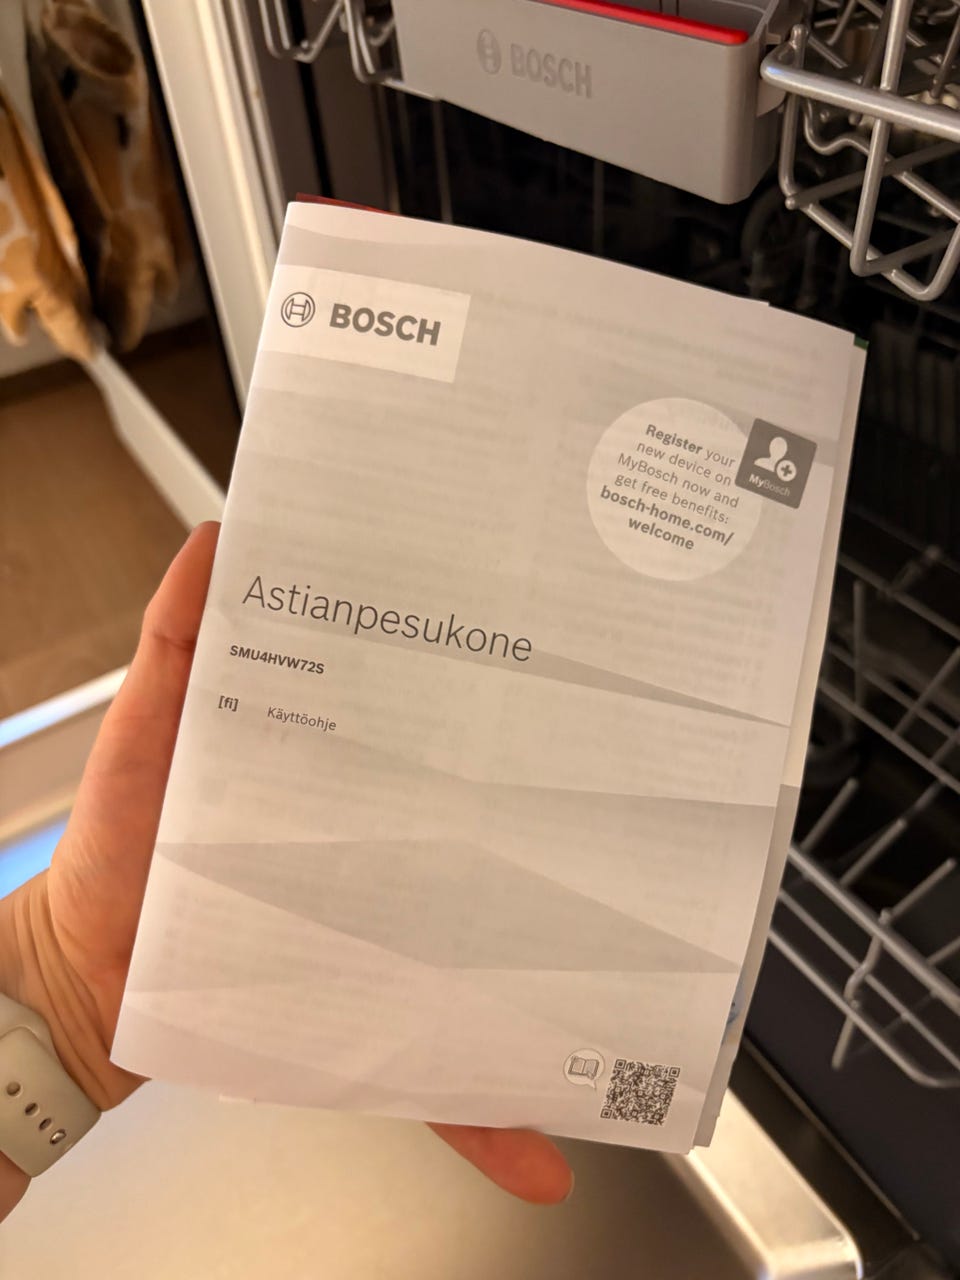 BOSCH
BOSCH
Register your
new device on
MyBosch now and
get free benefits:
bosch-home.com/
welcome
MyBosch
Astianpesukone
SMU4HVW72S
[fi] Käyttöohje